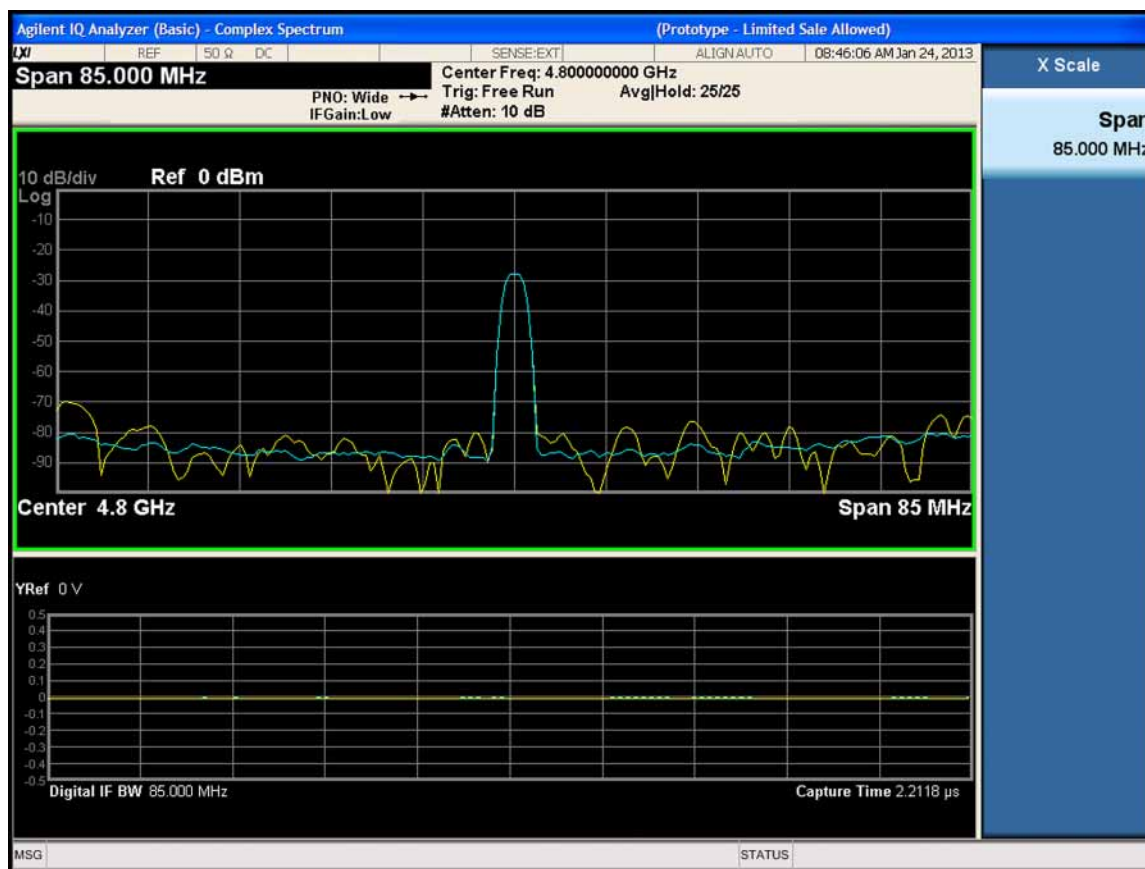 Agilent IQ Analyzer (Basic) - Complex Spectrum (Prototype - Limited Sale Allowed)
LXI REF 50 Ω DC SENSE:EXT ALIGN AUTO 08:46:06 AM Jan 24, 2013
Span 85.000 MHz
Center Freq: 4.800000000 GHz
PNO: Wide Trig: Free Run Avg|Hold: 25/25
IFGain:Low #Atten: 10 dB
X Scale
Span
85.000 MHz
10 dB/div Ref 0 dBm
Log
-10
-20
-30
-40
-50
-60
-70
-80
-90
Center 4.8 GHz Span 85 MHz
YRef 0 V
0.5
0.4
0.3
0.2
0.1
0
-0.1
-0.2
-0.3
-0.4
-0.5
Digital IF BW 85.000 MHz Capture Time 2.2118 µs
MSG STATUS